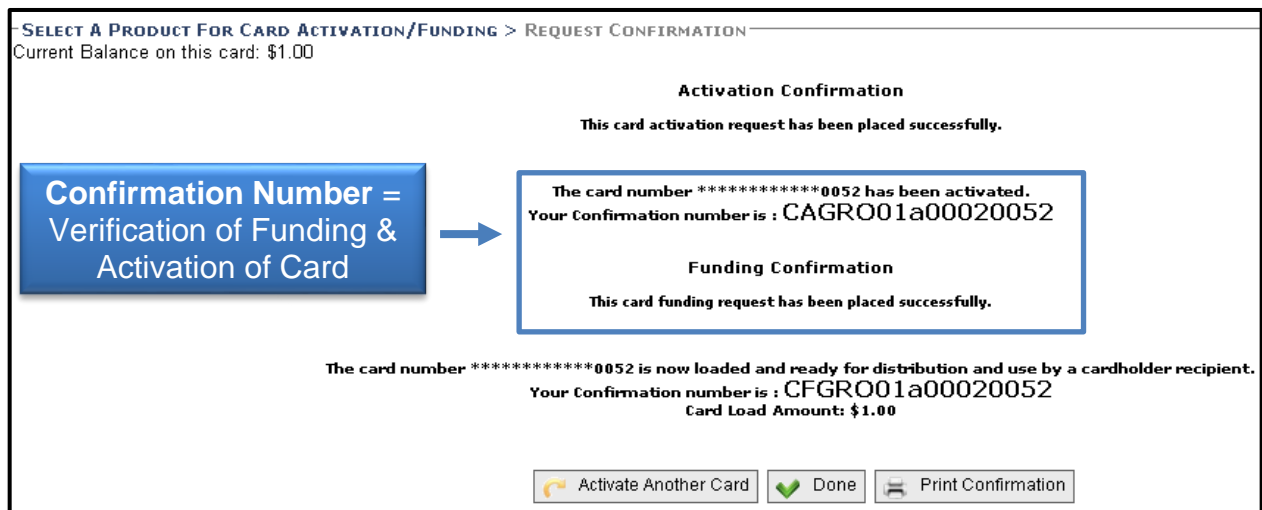 SELECT A PRODUCT FOR CARD ACTIVATION/FUNDING > REQUEST CONFIRMATION
Current Balance on this card: $1.00
Activation Confirmation
This card activation request has been placed successfully.
Confirmation Number =
Verification of Funding &
Activation of Card
The card number ************0052 has been activated.
Your Confirmation number is : CAGRO01a00020052
Funding Confirmation
This card funding request has been placed successfully.
The card number ************0052 is now loaded and ready for distribution and use by a cardholder recipient.
Your Confirmation number is : CFGRO01a00020052
Card Load Amount: $1.00
Activate Another Card Done Print Confirmation